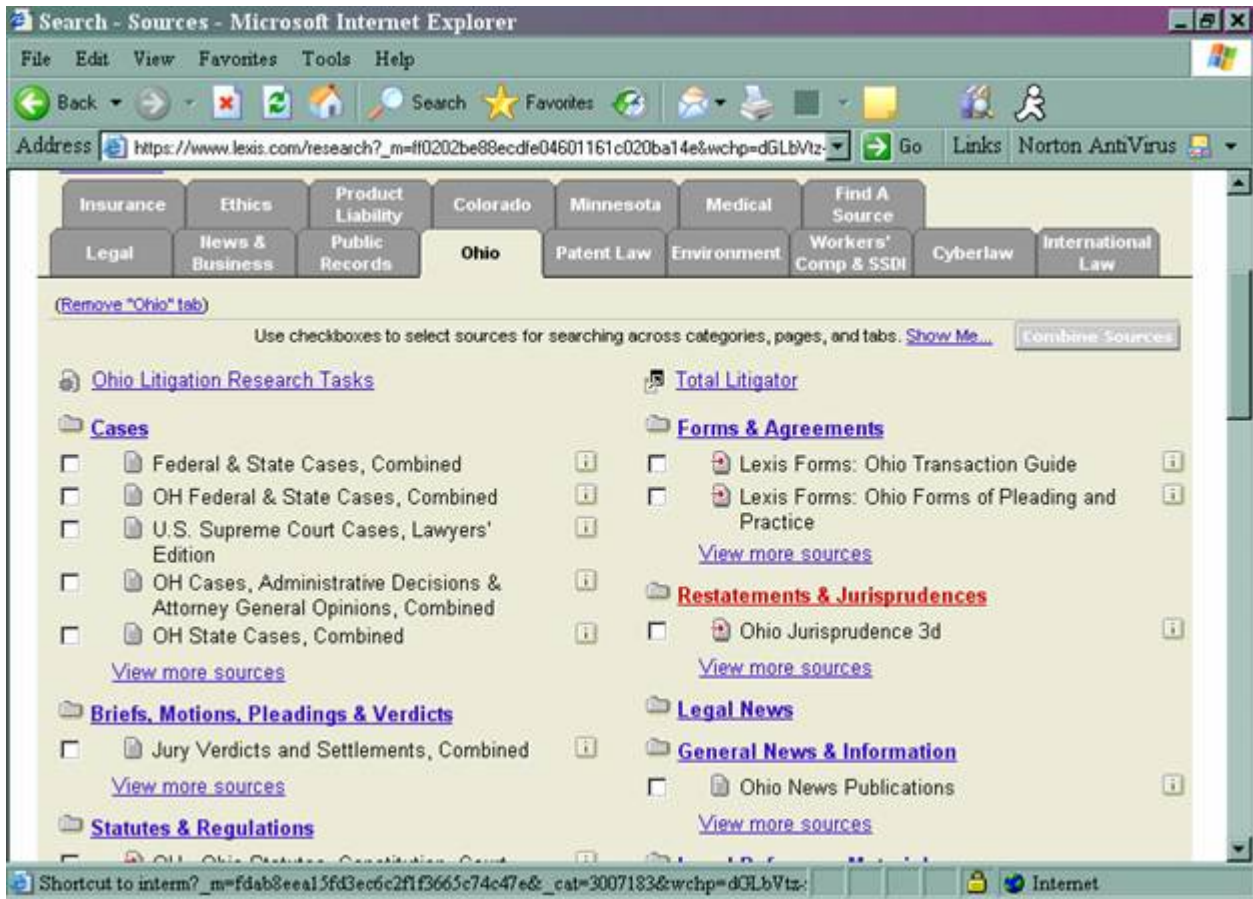 Search - Sources - Microsoft Internet Explorer
File Edit View Favorites Tools Help
Back Search Favorites
Address https://www.lexis.com/research?_m=ff0202be88ecdfe04601161c020ba14e&wchp=dGLbVtz- Go Links Norton AntiVirus
Insurance Ethics Product Liability Colorado Minnesota Medical Find A Source
Legal News & Business Public Records Ohio Patent Law Environment Workers' Comp & SSDI Cyberlaw International Law
(Remove "Ohio" tab)
Use checkboxes to select sources for searching across categories, pages, and tabs. Show Me... Combine Sources
Ohio Litigation Research Tasks
Cases
Federal & State Cases, Combined
OH Federal & State Cases, Combined
U.S. Supreme Court Cases, Lawyers'
Edition
OH Cases, Administrative Decisions &
Attorney General Opinions, Combined
OH State Cases, Combined
View more sources
Briefs, Motions, Pleadings & Verdicts
Jury Verdicts and Settlements, Combined
View more sources
Statutes & Regulations
OH - Ohio Statutes, Constitution, Court
Total Litigator
Forms & Agreements
Lexis Forms: Ohio Transaction Guide
Lexis Forms: Ohio Forms of Pleading and
Practice
View more sources
Restatements & Jurisprudences
Ohio Jurisprudence 3d
View more sources
Legal News
General News & Information
Ohio News Publications
View more sources
Shortcut to interm?_m=fdab8eea15fd3ec6c2f1f3665c74c47e&_cat=3007183&wchp=dGLbVtz- Internet